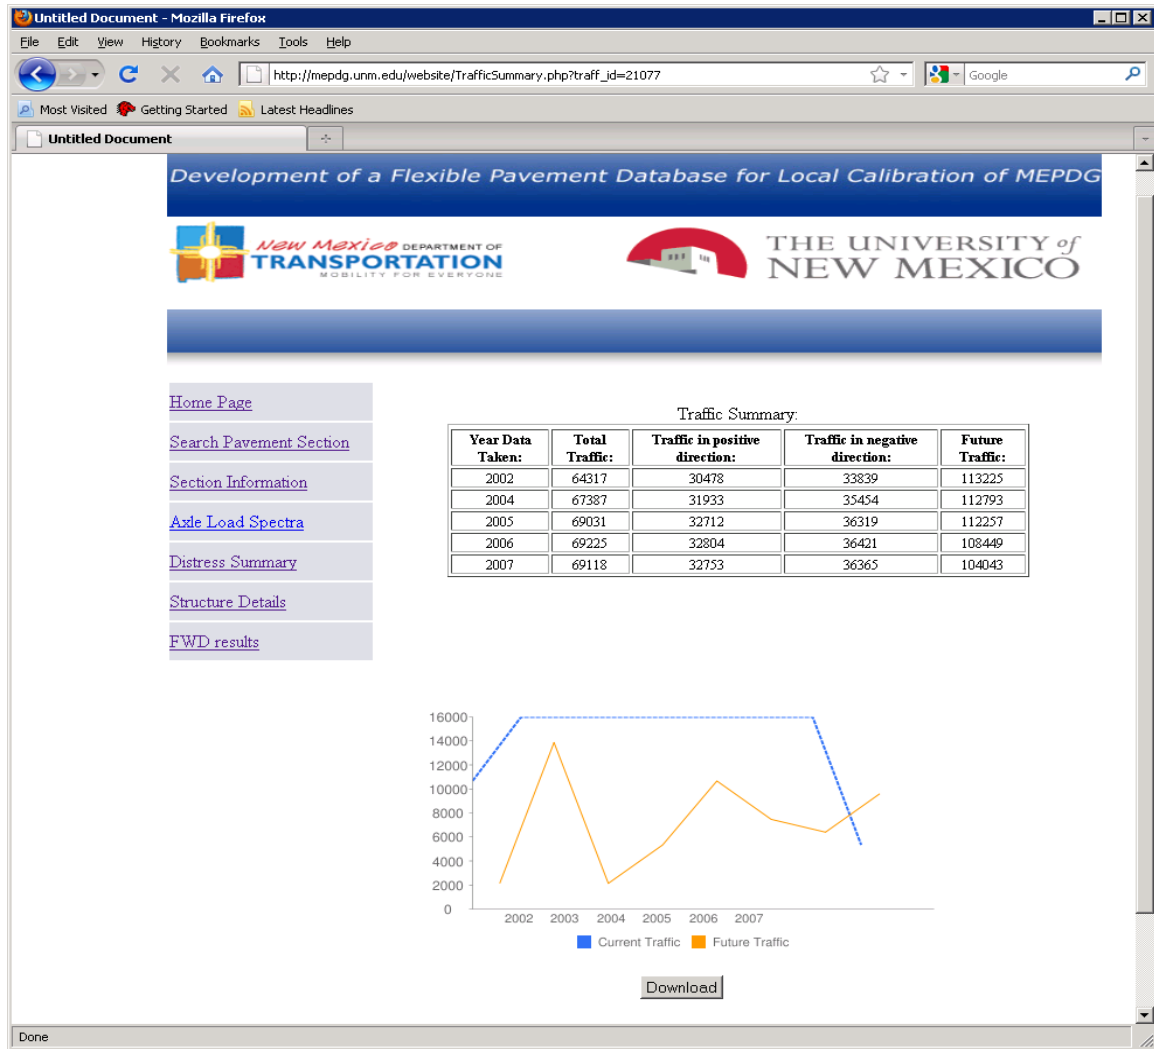 Untitled Document - Mozilla Firefox
File Edit View History Bookmarks Tools Help
http://mepdg.unm.edu/website/TrafficSummary.php?traff_id=21077 Google
Most Visited Getting Started Latest Headlines
Untitled Document
Development of a Flexible Pavement Database for Local Calibration of MEPDG
New Mexico DEPARTMENT OF
TRANSPORTATION
MOBILITY FOR EVERYONE
THE UNIVERSITY of
NEW MEXICO
Home Page
Search Pavement Section
Section Information
Axle Load Spectra
Distress Summary
Structure Details
FWD results
Traffic Summary:
Year Data Taken: Total Traffic: Traffic in positive direction: Traffic in negative direction: Future Traffic:
2002 64317 30478 33839 113225
2004 67387 31933 35454 112793
2005 69031 32712 36319 112257
2006 69225 32804 36421 108449
2007 69118 32753 36365 104043
16000
14000
12000
10000
8000
6000
4000
2000
0
2002 2003 2004 2005 2006 2007
Current Traffic Future Traffic
Download
Done